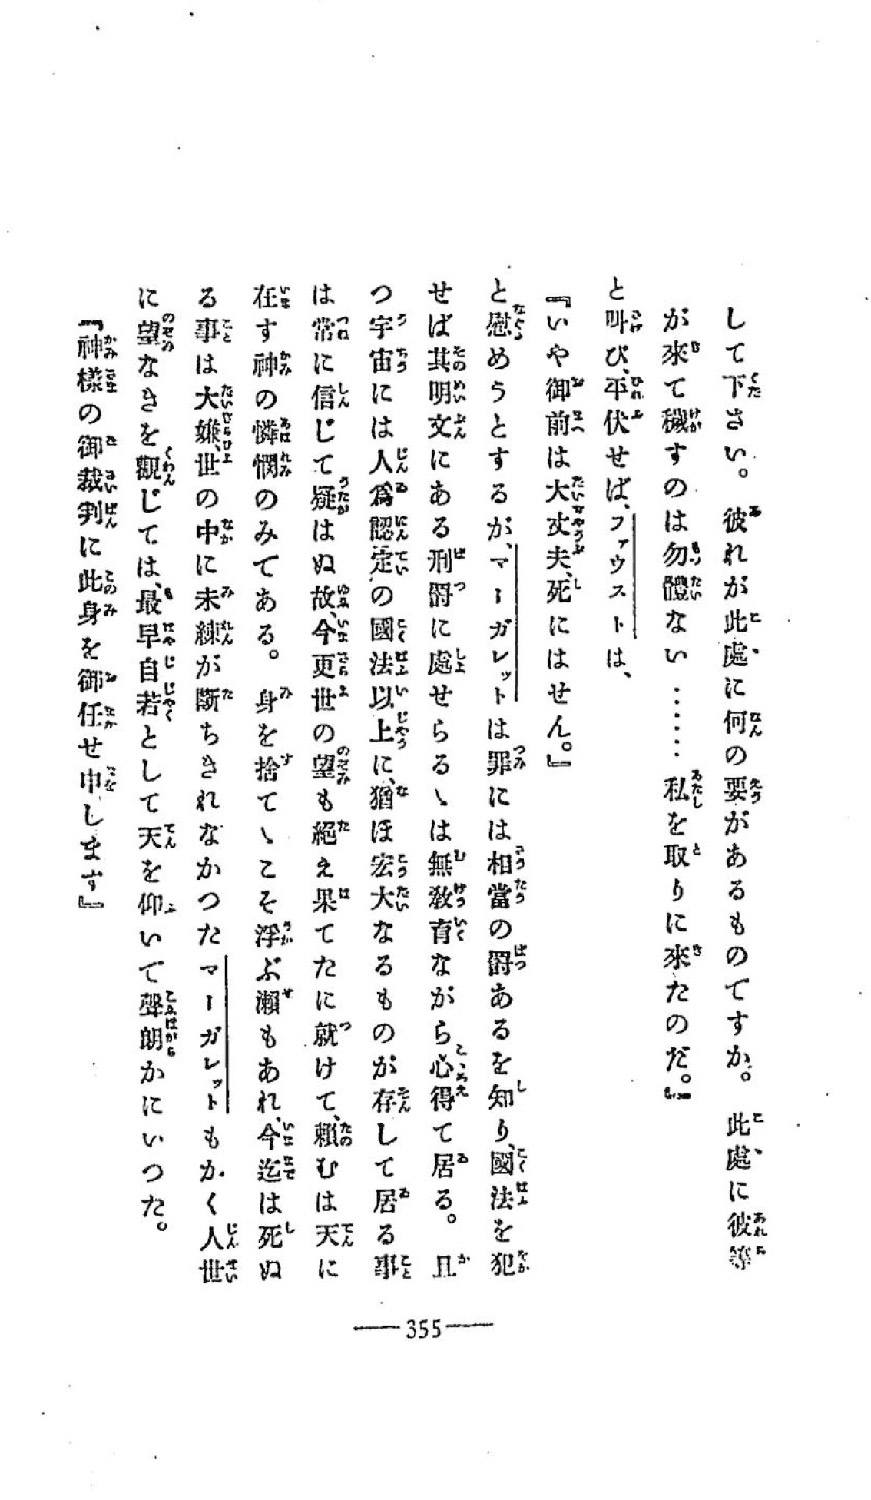 して下さい。彼れが此處に何の要があるものですか。此處に彼等
が來て穢すのは勿體ない……私を取りに來たのだ。』
と叫び、平伏せば、ファウストは、
『いや御前は大丈夫、死にはせん。』
と慰めうとするが、マーガレットは罪には相當の罸あるを知り、國法を犯
せば其明文にある刑罸に處せらるヽは無敎育ながら心得て居る。且
つ宇宙には人爲認定の國法以上に、猶ほ宏大なるものが存して居る事
は常に信じて疑はぬ故、今更世の望も絕え果てたに就けて、賴むは天に
在す神の憐憫のみである。身を捨てヽこそ浮ぶ瀨もあれ、今迄は死ぬ
る事は大嫌、世の中に未練が斷ちきれなかつたマーガレットもかく人世
に望なきを觀じては、最早自若として天を仰いで聲朗かにいつた。
『神樣の御裁判に此身を御任せ申します』
355